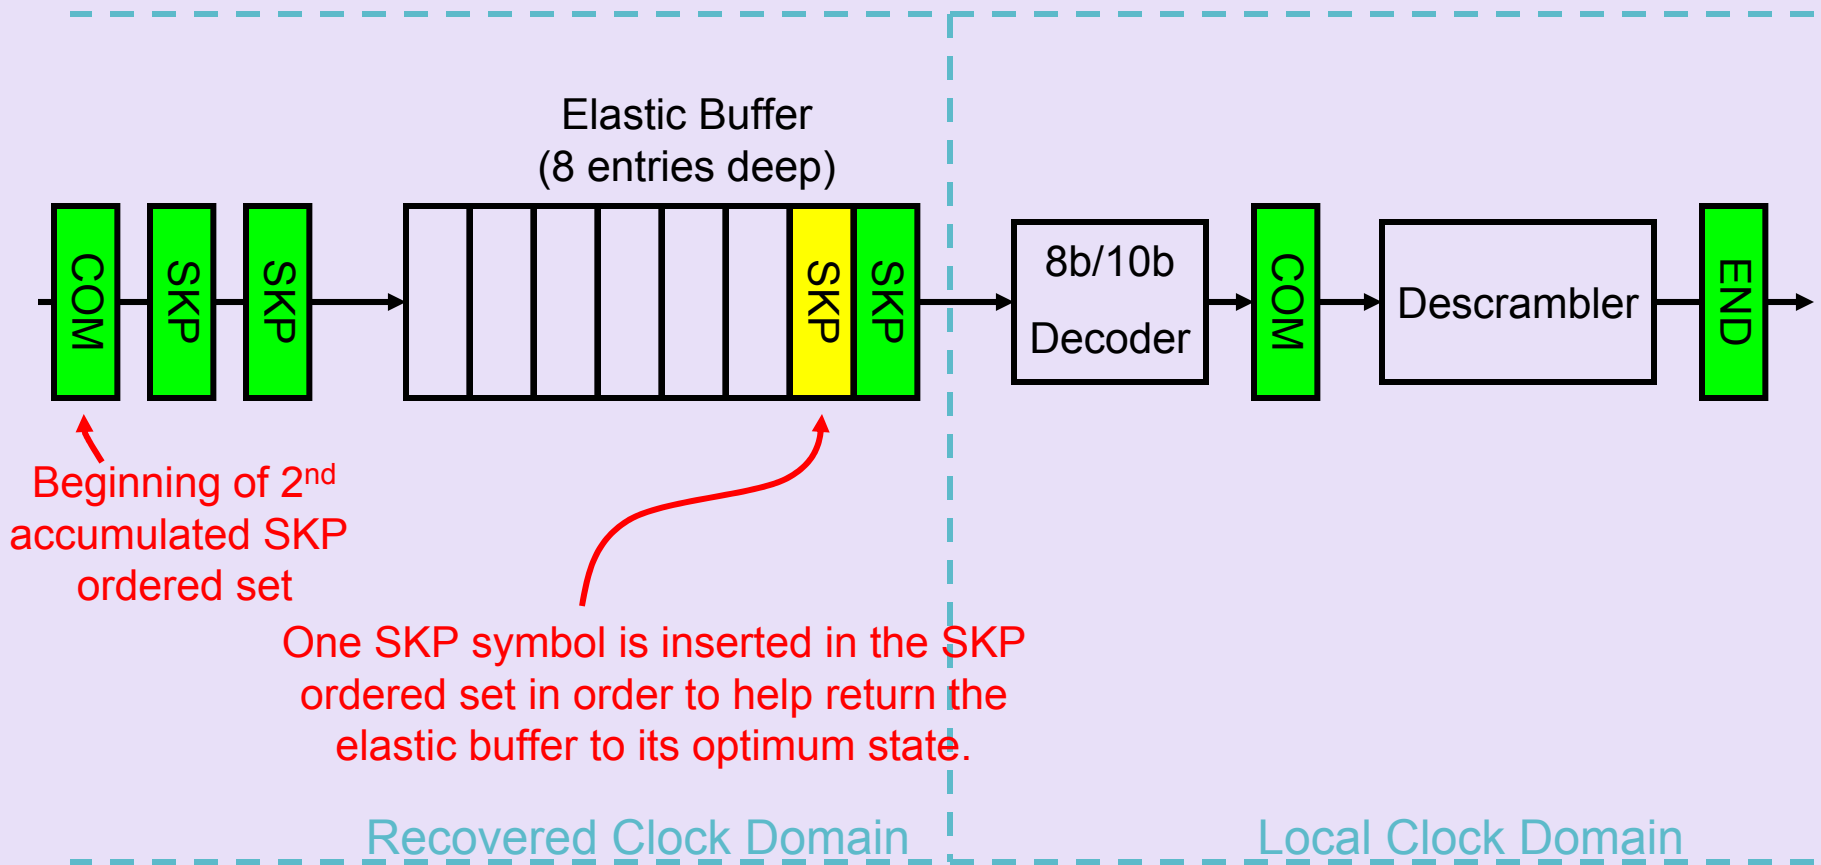 Elastic Buffer
(8 entries deep)
COM
SKP
SKP
SKP
SKP
8b/10b
Decoder
COM
Descrambler
END
Beginning of 2nd
accumulated SKP
ordered set
One SKP symbol is inserted in the SKP
ordered set in order to help return the
elastic buffer to its optimum state.
Recovered Clock Domain
Local Clock Domain